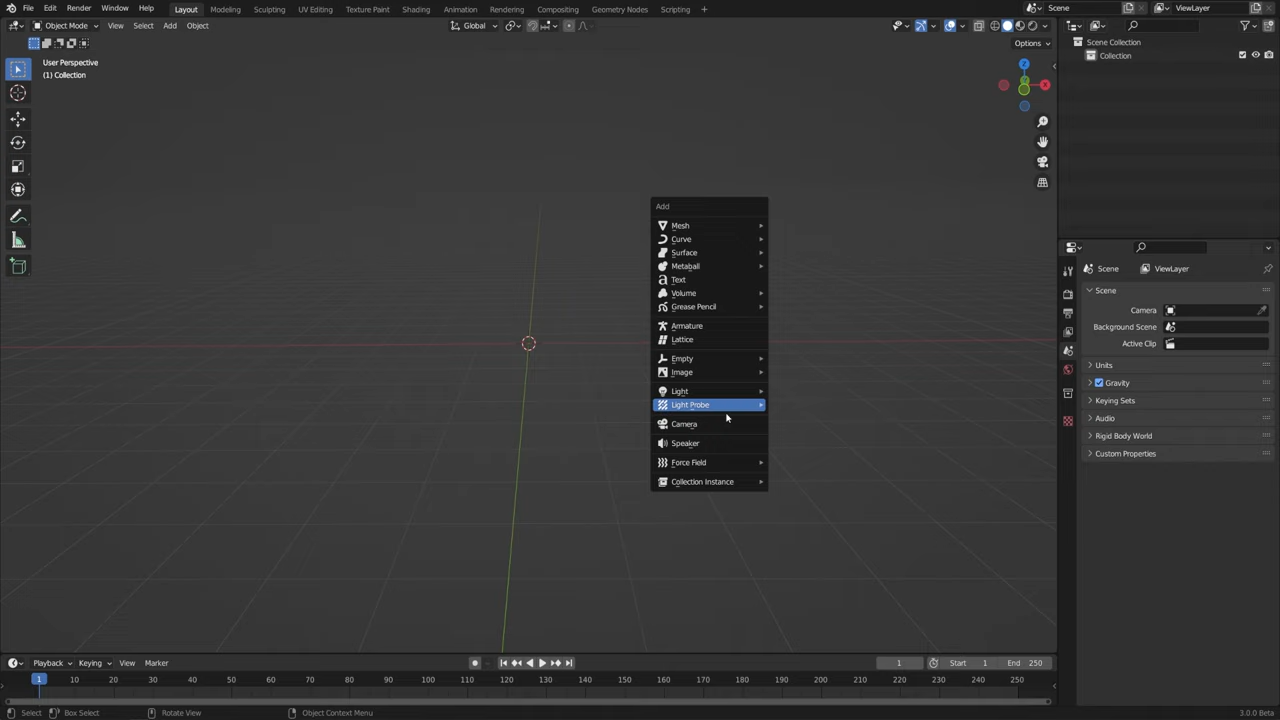 File Edit Render Window Help Layout Modeling Sculpting UV Editing Texture Paint Shading Animation Rendering Compositing Geometry Nodes Scripting + Scene ViewLayer
Object Mode View Select Add Object Global
Options
User Perspective
(1) Collection
Z
X
Scene Collection
Collection
Add
Mesh
Curve
Surface
Metaball
Text
Volume
Grease Pencil
Armature
Lattice
Empty
Image
Light
Light Probe
Camera
Speaker
Force Field
Collection Instance
Scene ViewLayer
Scene
Camera
Background Scene
Active Clip
Units
Gravity
Keying Sets
Audio
Rigid Body World
Custom Properties
Playback Keying View Marker 1 Start 1 End 250
1 10 20 30 40 50 60 70 80 90 100 110 120 130 140 150 160 170 180 190 200 210 220 230 240 250
Select Box Select Rotate View Object Context Menu 3.0.0 Beta